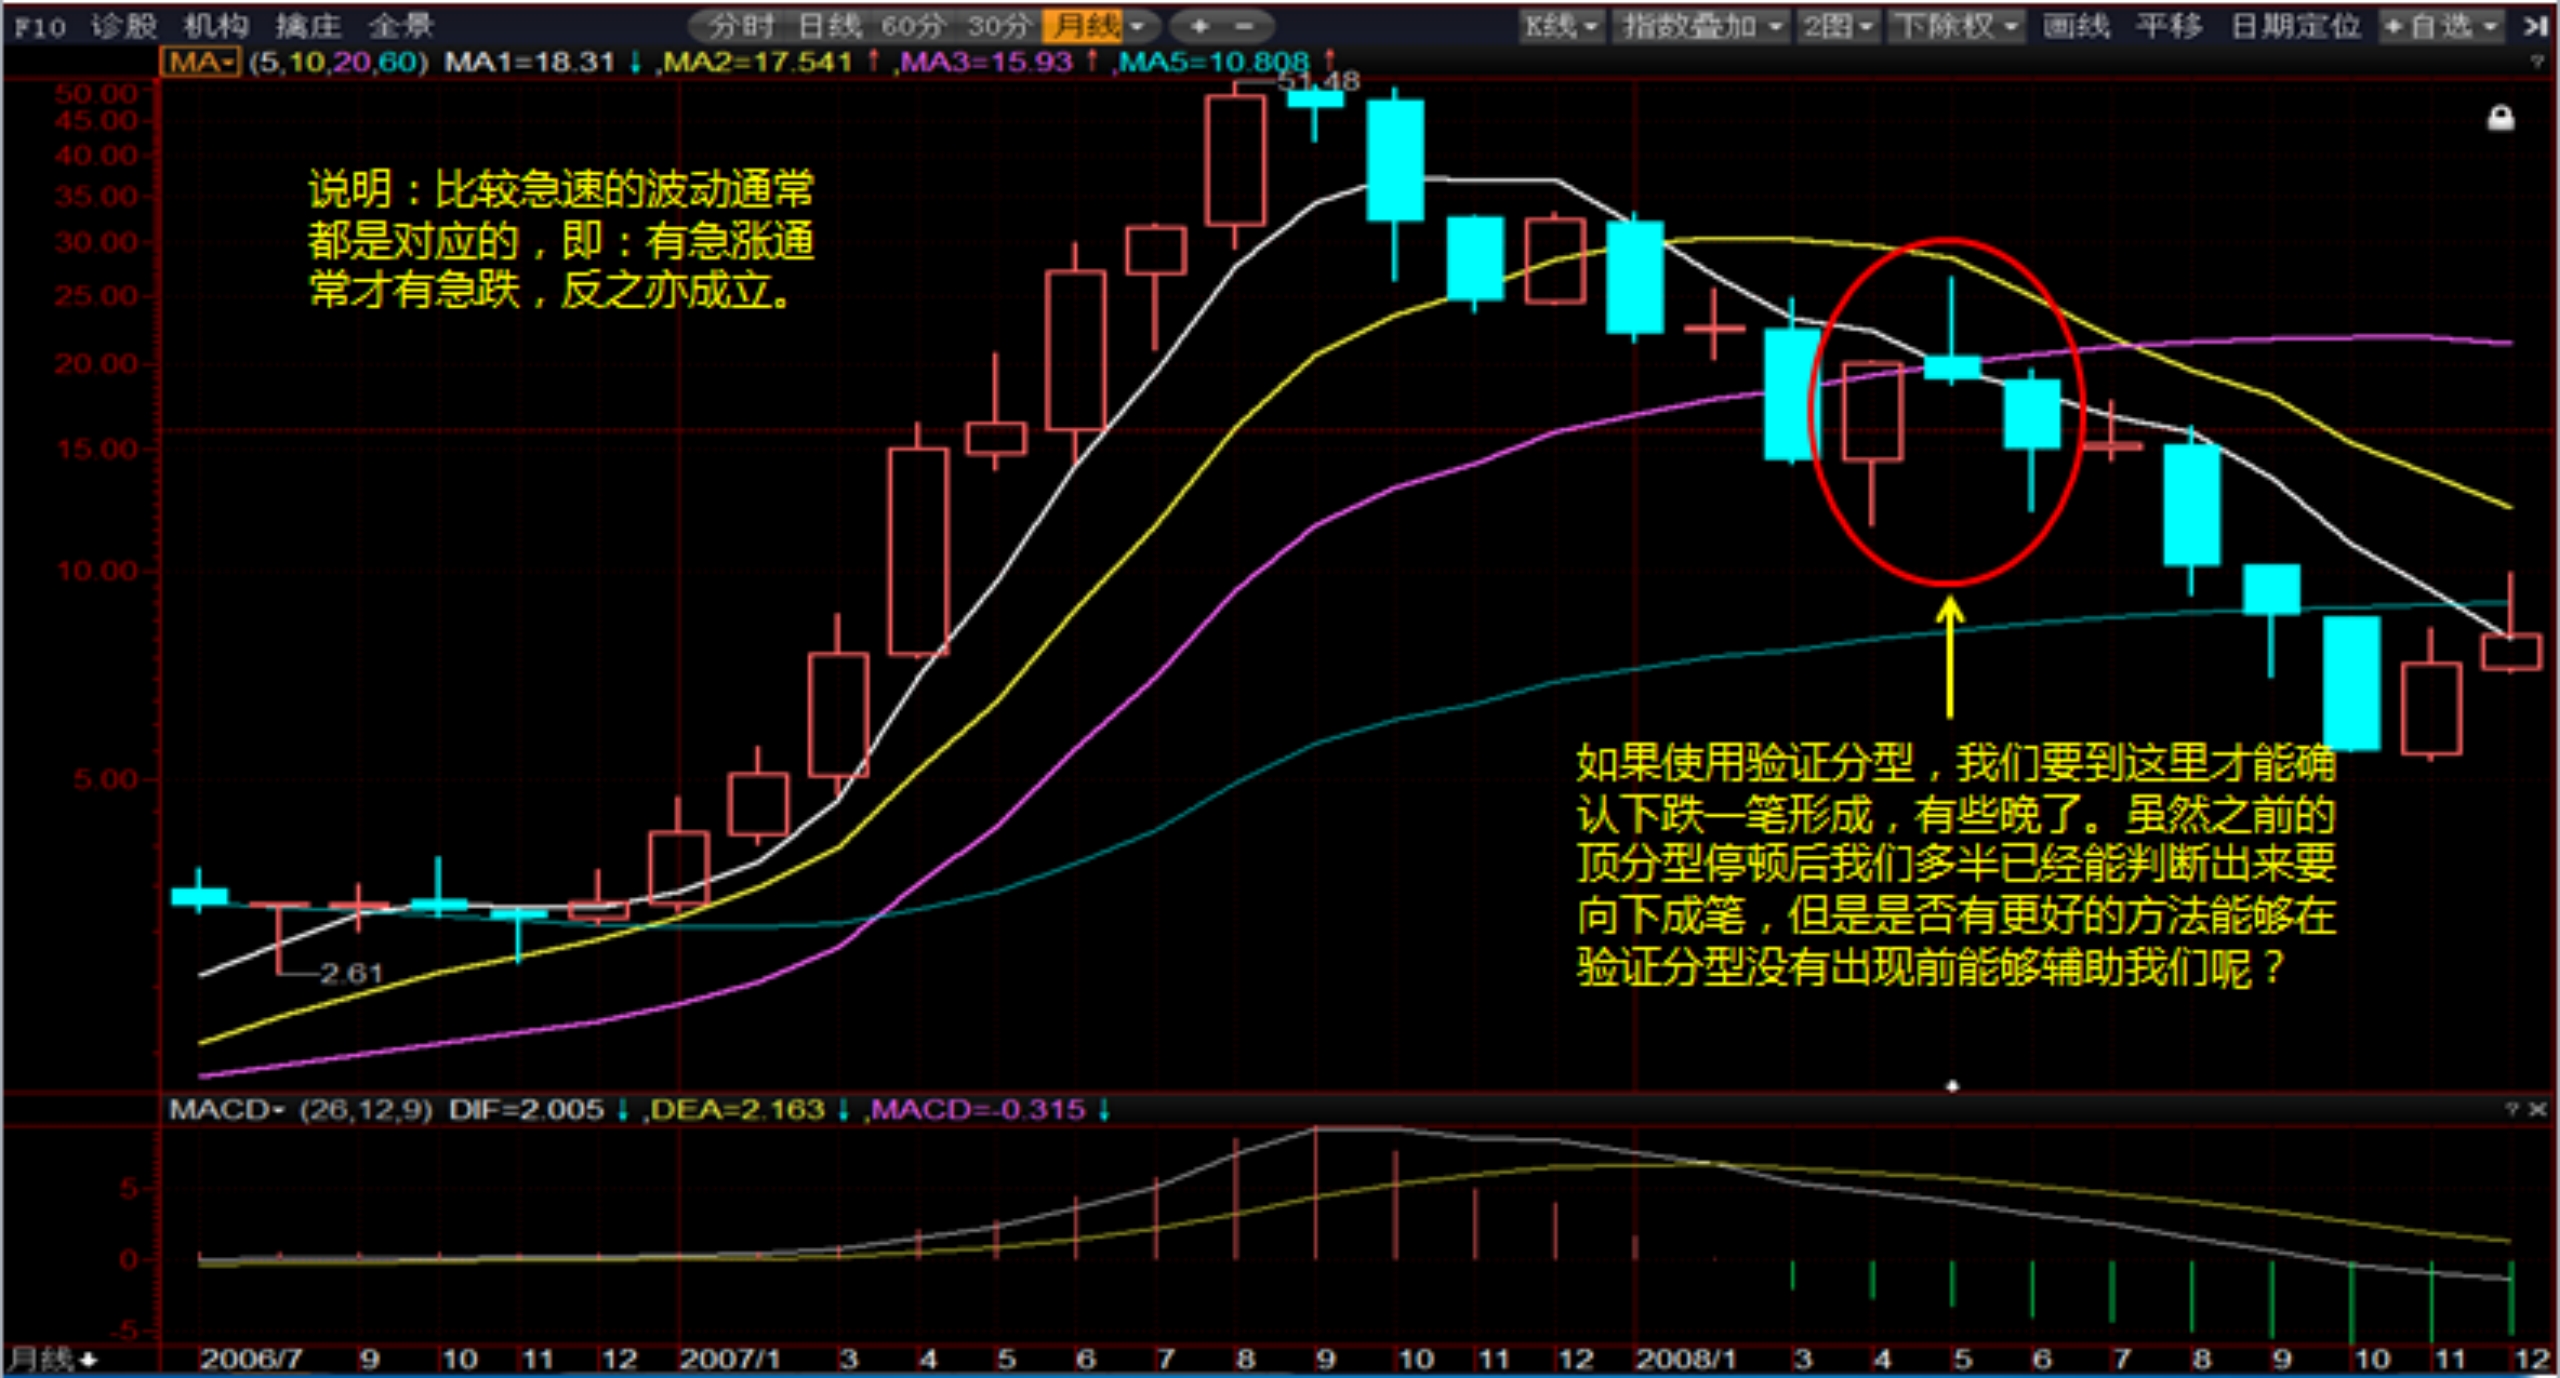 F10 诊股 机构 擒庄 全景 分时 日线 60分 30分 月线 + - K线 指数叠加 2图 下除权 画线 平移 日期定位 +自选
MA (5,10,20,60) MA1=18.31 ↓ ,MA2=17.541 ↑ ,MA3=15.93 ↑ ,MA5=10.808 ↑
51.48
50.00
45.00
40.00
35.00
30.00
25.00
20.00
15.00
10.00
5.00
说明：比较急速的波动通常
都是对应的，即：有急涨通
常才有急跌，反之亦成立。
2.61
如果使用验证分型，我们要到这里才能确
认下跌一笔形成，有些晚了。虽然之前的
顶分型停顿后我们多半已经能判断出来要
向下成笔，但是是否有更好的方法能够在
验证分型没有出现前能够辅助我们呢？
MACD (26,12,9) DIF=2.005 ↓ ,DEA=2.163 ↓ ,MACD=-0.315 ↓ ? ×
5
0
-5
月线 2006/7 9 10 11 12 2007/1 3 4 5 6 7 8 9 10 11 12 2008/1 3 4 5 6 7 8 9 10 11 12